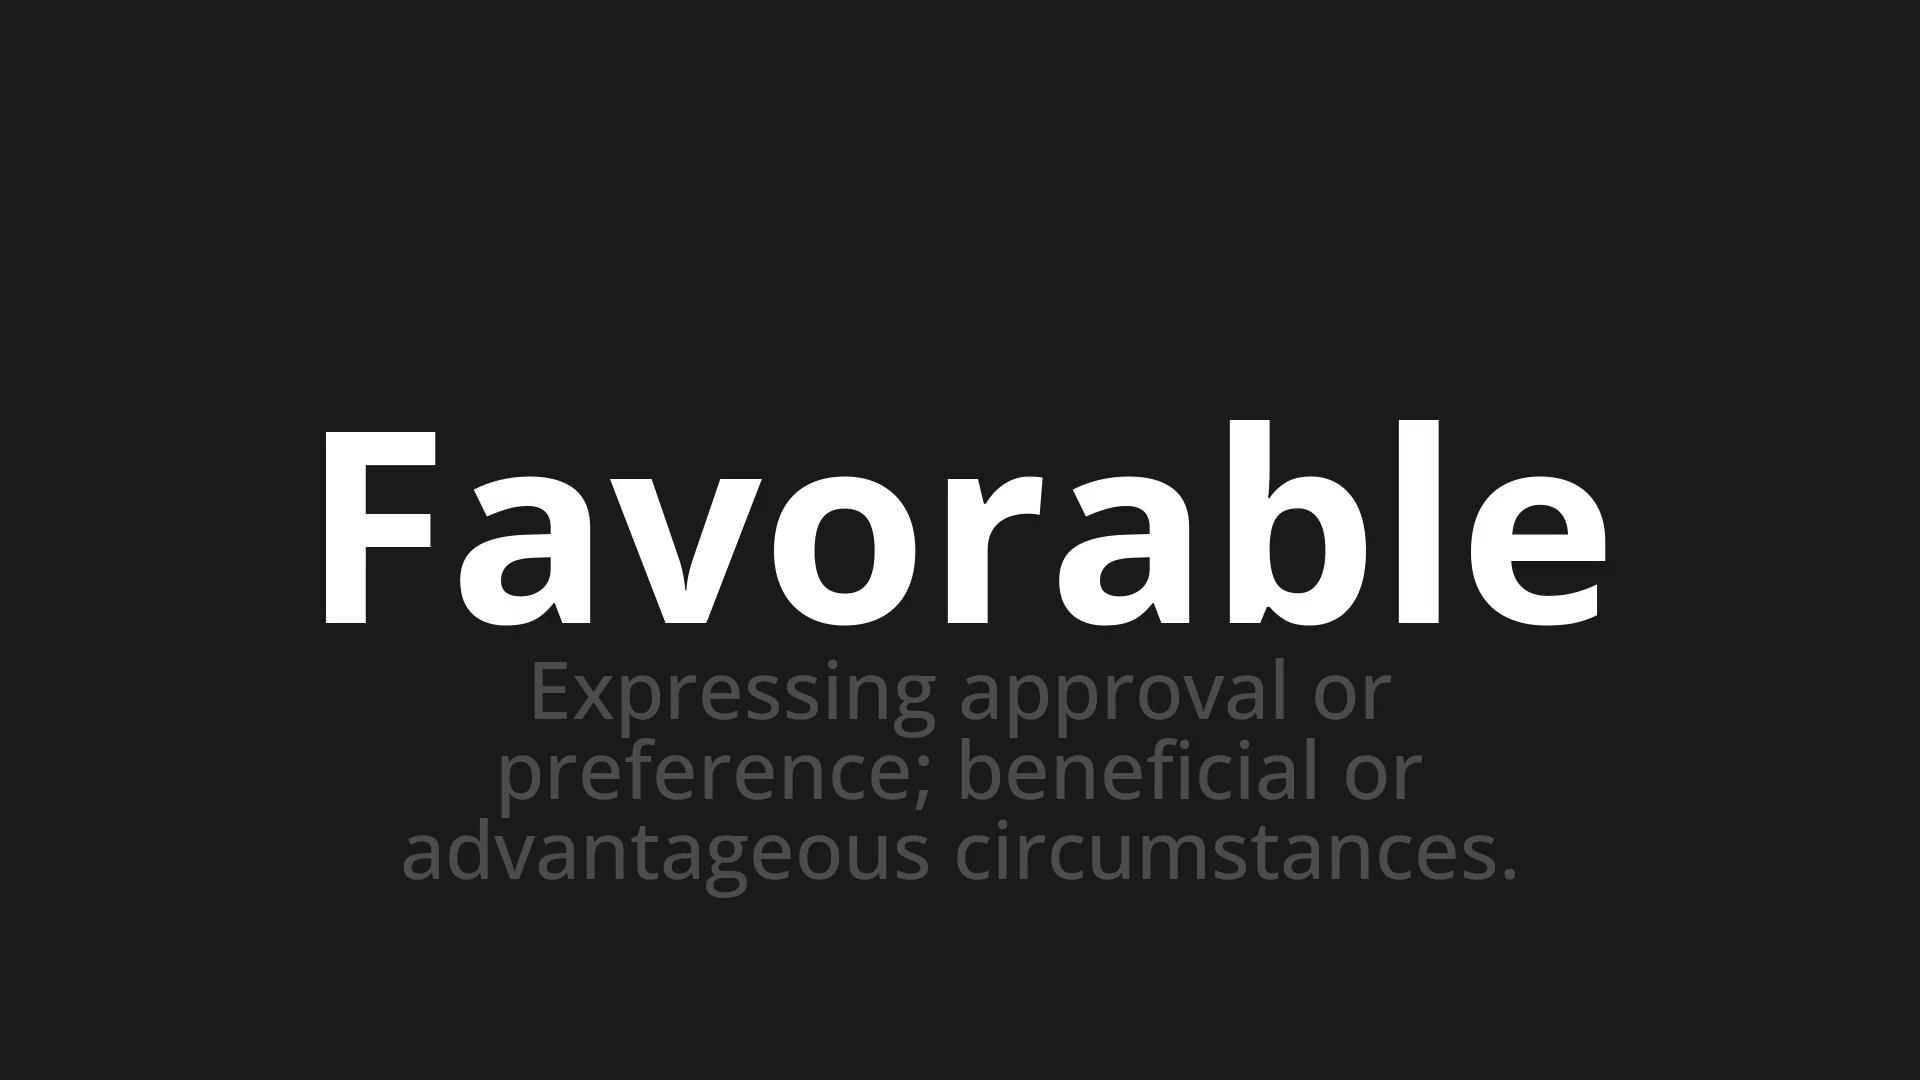 Favorable
Expressing approval or
preference; beneficial or
advantageous circumstances.